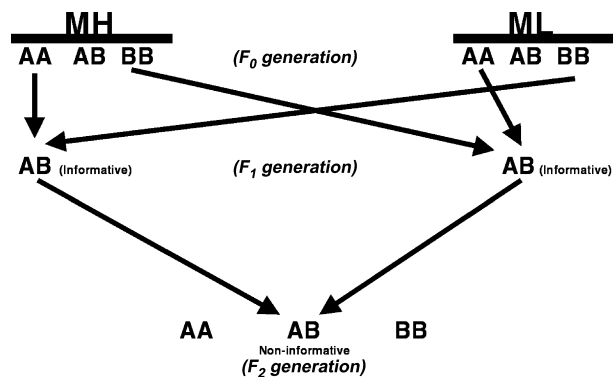 MH ML
AA AB BB (F0 generation) AA AB BB
AB (Informative) (F1 generation) AB (Informative)
AA AB BB
Non-informative
(F2 generation)